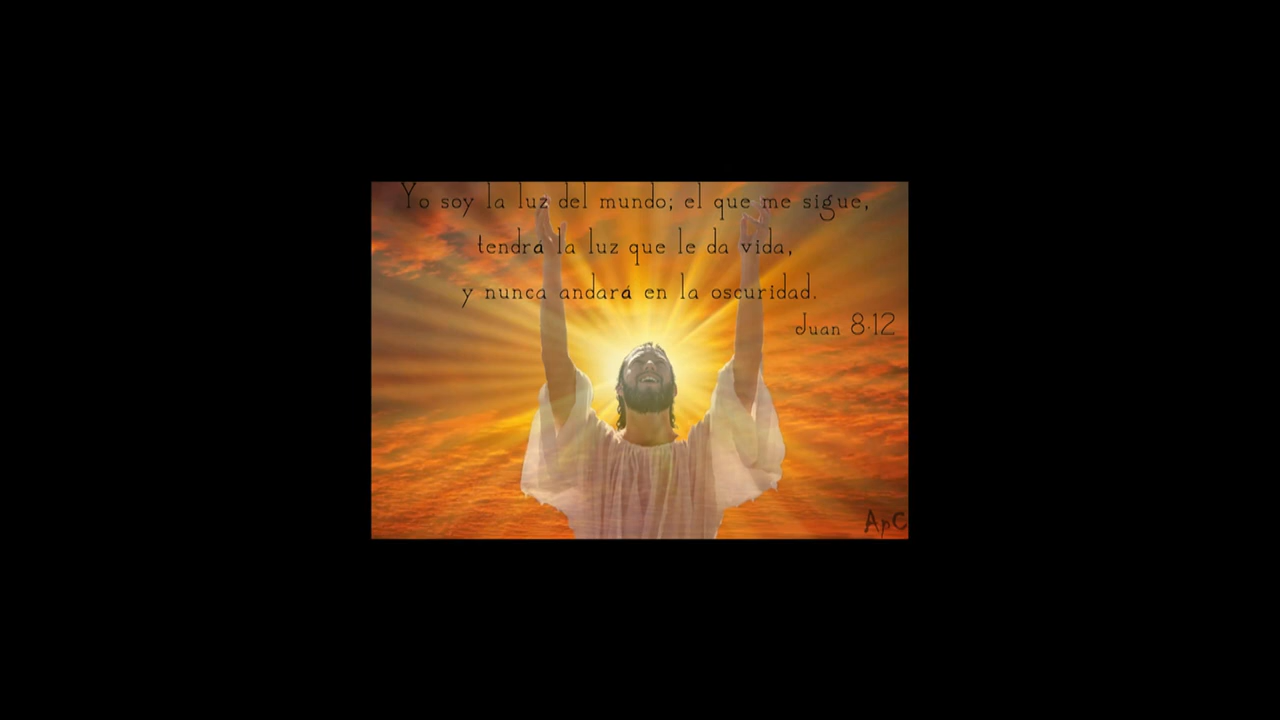 Yo soy la luz del mundo; el que me sigue,
tendrá la luz que le da vida,
y nunca andará en la oscuridad.
Juan 8:12
ApC